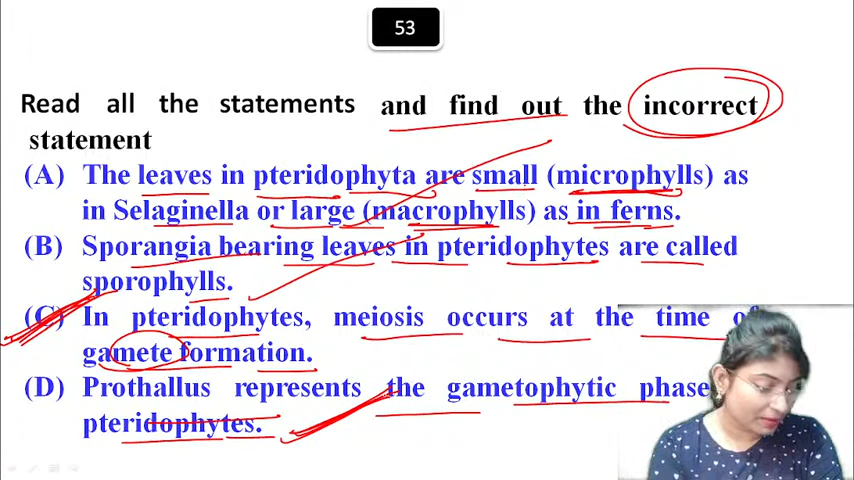 53
Read all the statements and find out the incorrect
statement
(A) The leaves in pteridophyta are small (microphylls) as
in Selaginella or large (macrophylls) as in ferns.
(B) Sporangia bearing leaves in pteridophytes are called
sporophylls.
(C) In pteridophytes, meiosis occurs at the time of
gamete formation.
(D) Prothallus represents the gametophytic phase
pteridophytes.